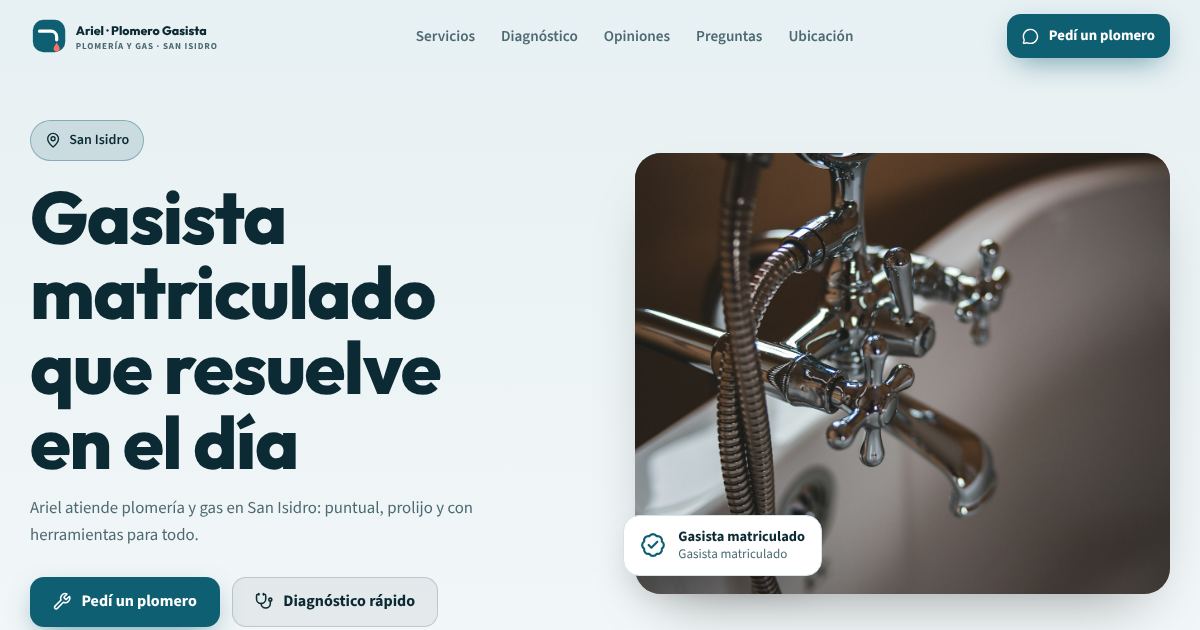 Ariel · Plomero Gasista
PLOMERÍA Y GAS · SAN ISIDRO
Servicios
Diagnóstico
Opiniones
Preguntas
Ubicación
Pedí un plomero
San Isidro
Gasista
matriculado
que resuelve
en el día
Ariel atiende plomería y gas en San Isidro: puntual, prolijo y con
herramientas para todo.
Pedí un plomero
Diagnóstico rápido
Gasista matriculado
Gasista matriculado